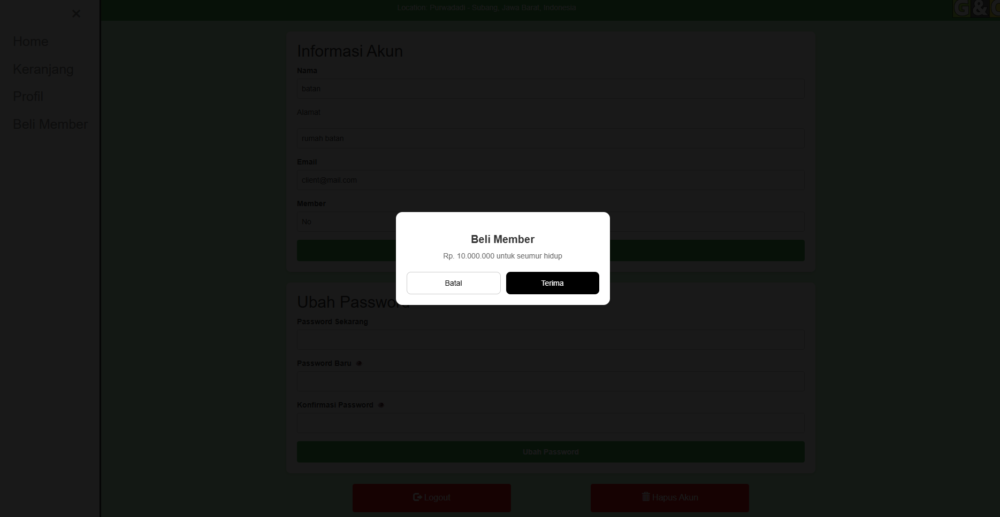 Location: Purwadadi - Subang, Jawa Barat, Indonesia
G&C
Home
Keranjang
Profil
Beli Member
Informasi Akun
Nama
batan
Alamat
rumah batan
Email
client@mail.com
Member
No
Beli Member
Rp. 10.000.000 untuk seumur hidup
Batal
Terima
Ubah Password
Password Sekarang
Password Baru
Konfirmasi Password
Ubah Password
Logout
Hapus Akun